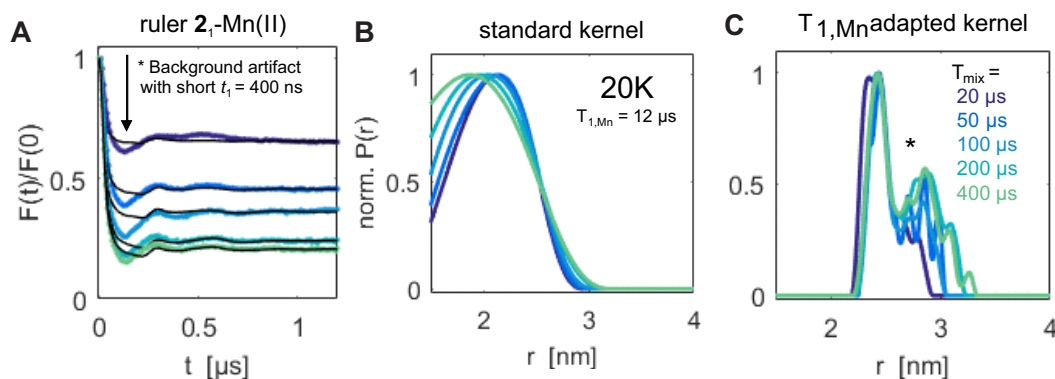 A
ruler 2₁-Mn(II)
* Background artifact
with short t₁ = 400 ns
F(t)/F(0)
1
0.5
0
0
0.5
1
t [µs]
B
standard kernel
20K
T₁,Mn = 12 µs
norm. P(r)
1
0.5
0
2
3
4
r [nm]
C
T₁,Mn adapted kernel
Tmix =
20 µs
50 µs
100 µs
200 µs
400 µs
*
1
0.5
0
2
3
4
r [nm]